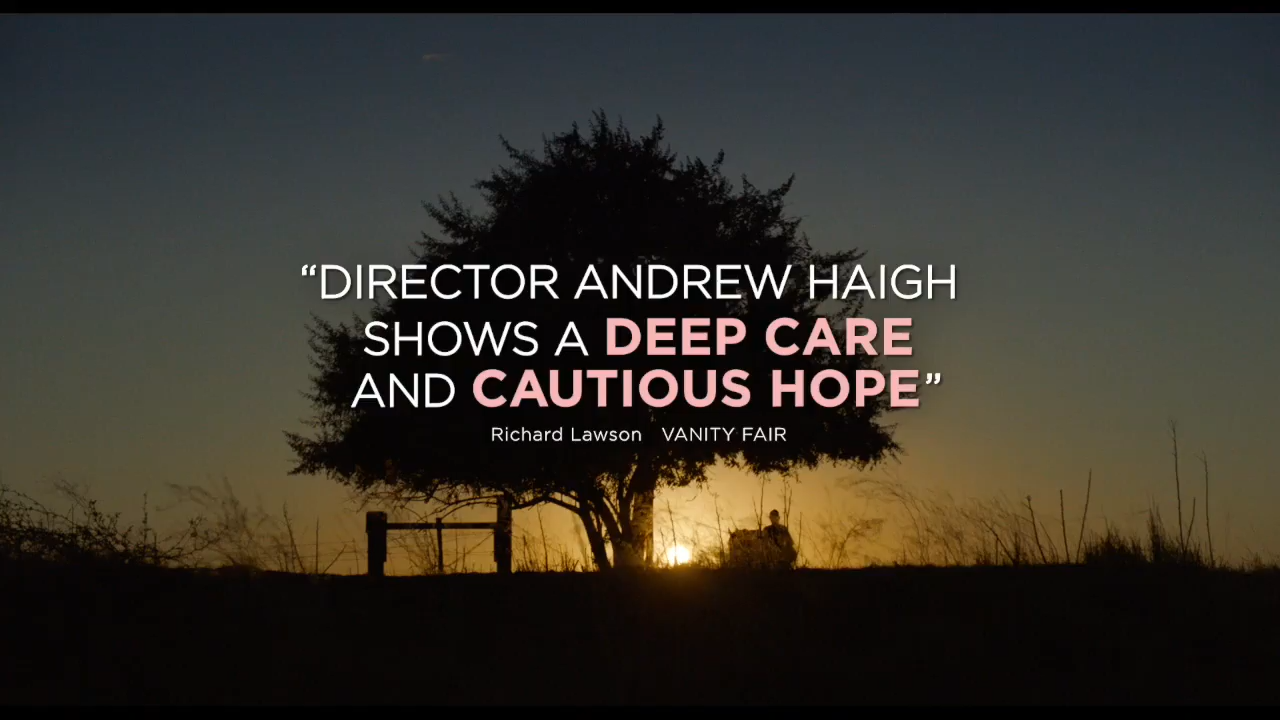 “DIRECTOR ANDREW HAIGH
SHOWS A DEEP CARE
AND CAUTIOUS HOPE”
Richard Lawson VANITY FAIR